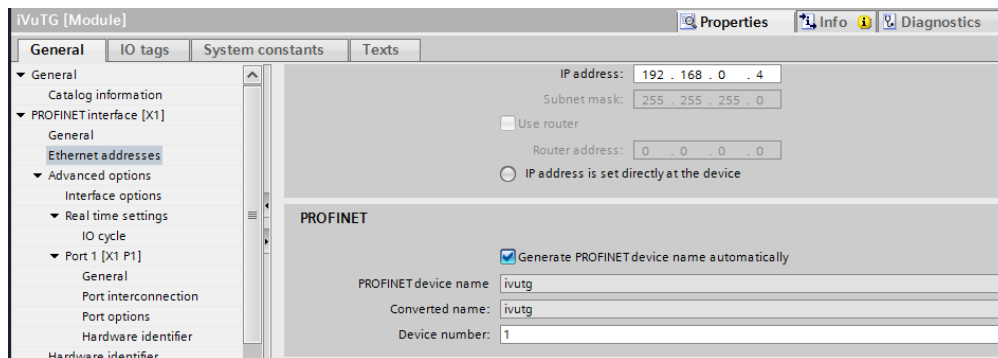 iVuTG [Module]
Properties
Info
Diagnostics
General
IO tags
System constants
Texts
General
Catalog information
PROFINET interface [X1]
General
Ethernet addresses
Advanced options
Interface options
Real time settings
IO cycle
Port 1 [X1 P1]
General
Port interconnection
Port options
Hardware identifier
Hardware identifier
IP address: 192 . 168 . 0 . 4
Subnet mask: 255 . 255 . 255 . 0
Use router
Router address: 0 . 0 . 0 . 0
IP address is set directly at the device
PROFINET
Generate PROFINET device name automatically
PROFINET device name ivutg
Converted name: ivutg
Device number: 1